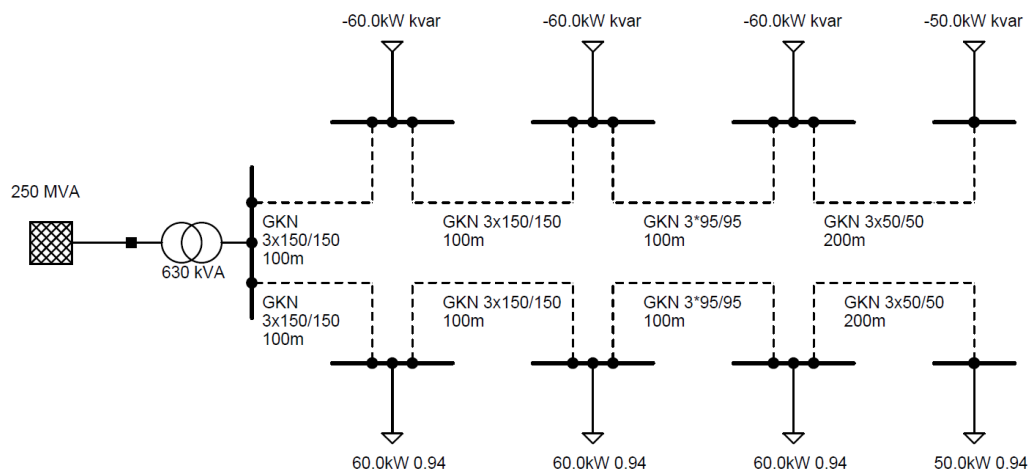 -60.0kW kvar
-60.0kW kvar
-60.0kW kvar
-50.0kW kvar
250 MVA
630 kVA
GKN
3x150/150
100m
GKN 3x150/150
100m
GKN 3*95/95
100m
GKN 3x50/50
200m
GKN
3x150/150
100m
GKN 3x150/150
100m
GKN 3*95/95
100m
GKN 3x50/50
200m
60.0kW 0.94
60.0kW 0.94
60.0kW 0.94
50.0kW 0.94